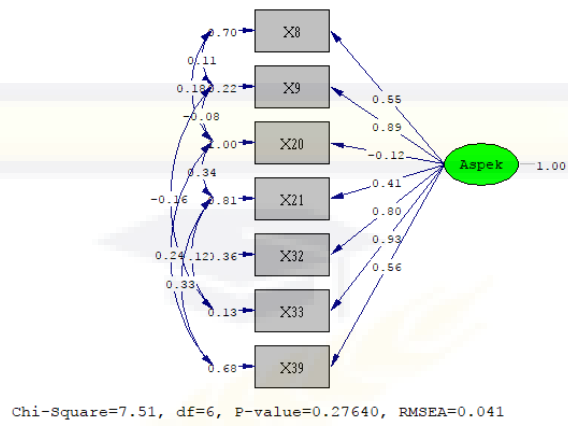 0.70
X8
0.11
0.18
0.22
X9
0.55
-0.08
0.89
1.00
X20
-0.12
Aspek
1.00
0.34
0.41
-0.16
0.81
X21
0.80
0.24
.12
0.36
X32
0.93
0.33
0.56
0.13
X33
0.68
X39
Chi-Square=7.51, df=6, P-value=0.27640, RMSEA=0.041